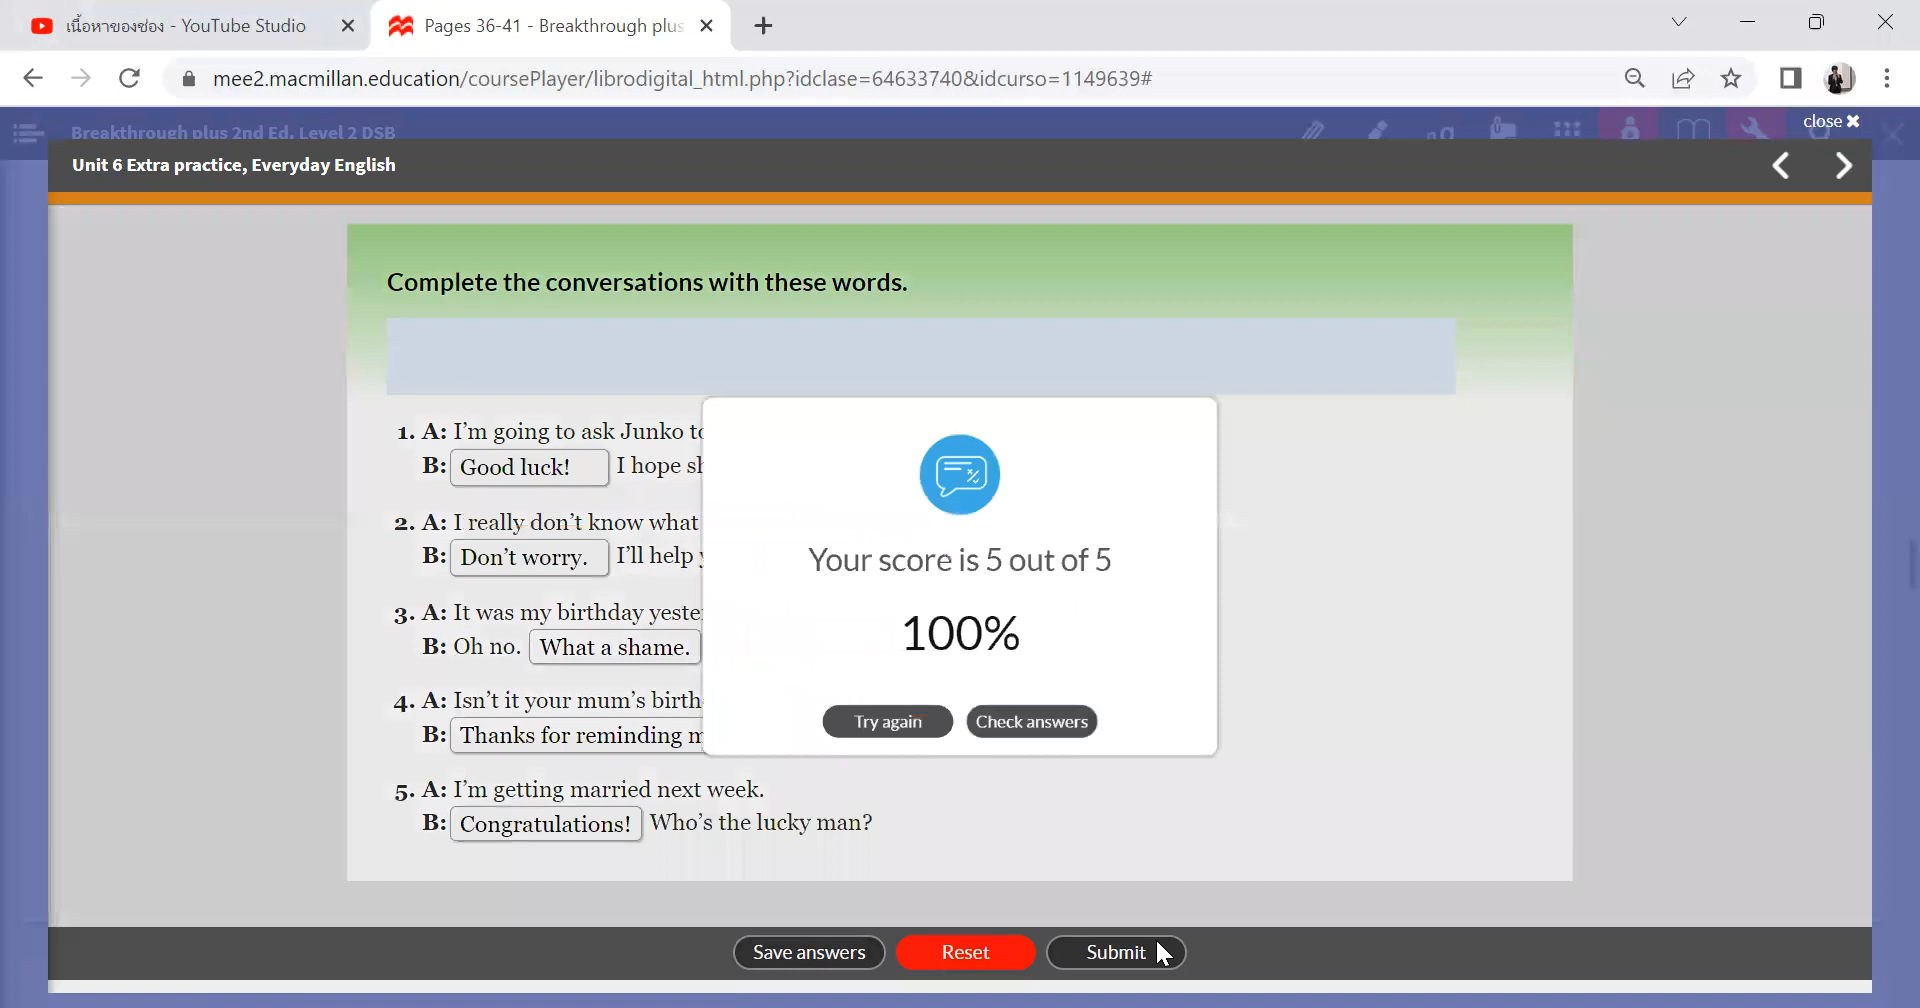 เนื้อหาของช่อง - YouTube Studio
Pages 36-41 - Breakthrough plus
mee2.macmillan.education/coursePlayer/librodigital_html.php?idclase=64633740&idcurso=1149639#
Breakthrough plus 2nd Ed. Level 2 DSB
close
Unit 6 Extra practice, Everyday English
Complete the conversations with these words.
1. A: I’m going to ask Junko to
B: Good luck! I hope
2. A: I really don’t know what
B: Don’t worry. I’ll help
3. A: It was my birthday
B: Oh no. What a shame.
4. A: Isn’t it your mum’s
B: Thanks for reminding
5. A: I’m getting married next week.
B: Congratulations! Who’s the lucky man?
Your score is 5 out of 5
100%
Try again
Check answers
Save answers
Reset
Submit